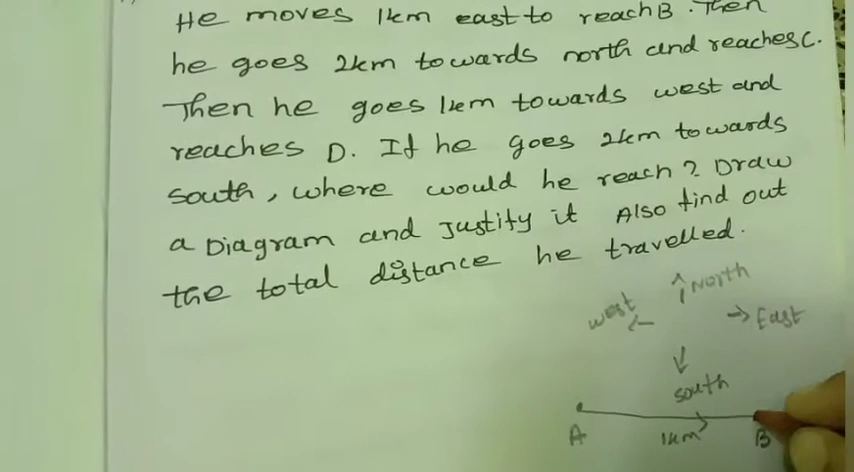 He moves 1km east to reach B. Then
he goes 2km towards north and reaches C.
Then he goes 1km towards west and
reaches D. If he goes 2km towards
south, where would he reach? Draw
a Diagram and Justify it Also find out
the total distance he travelled.
North
west
East
south
A 1km B